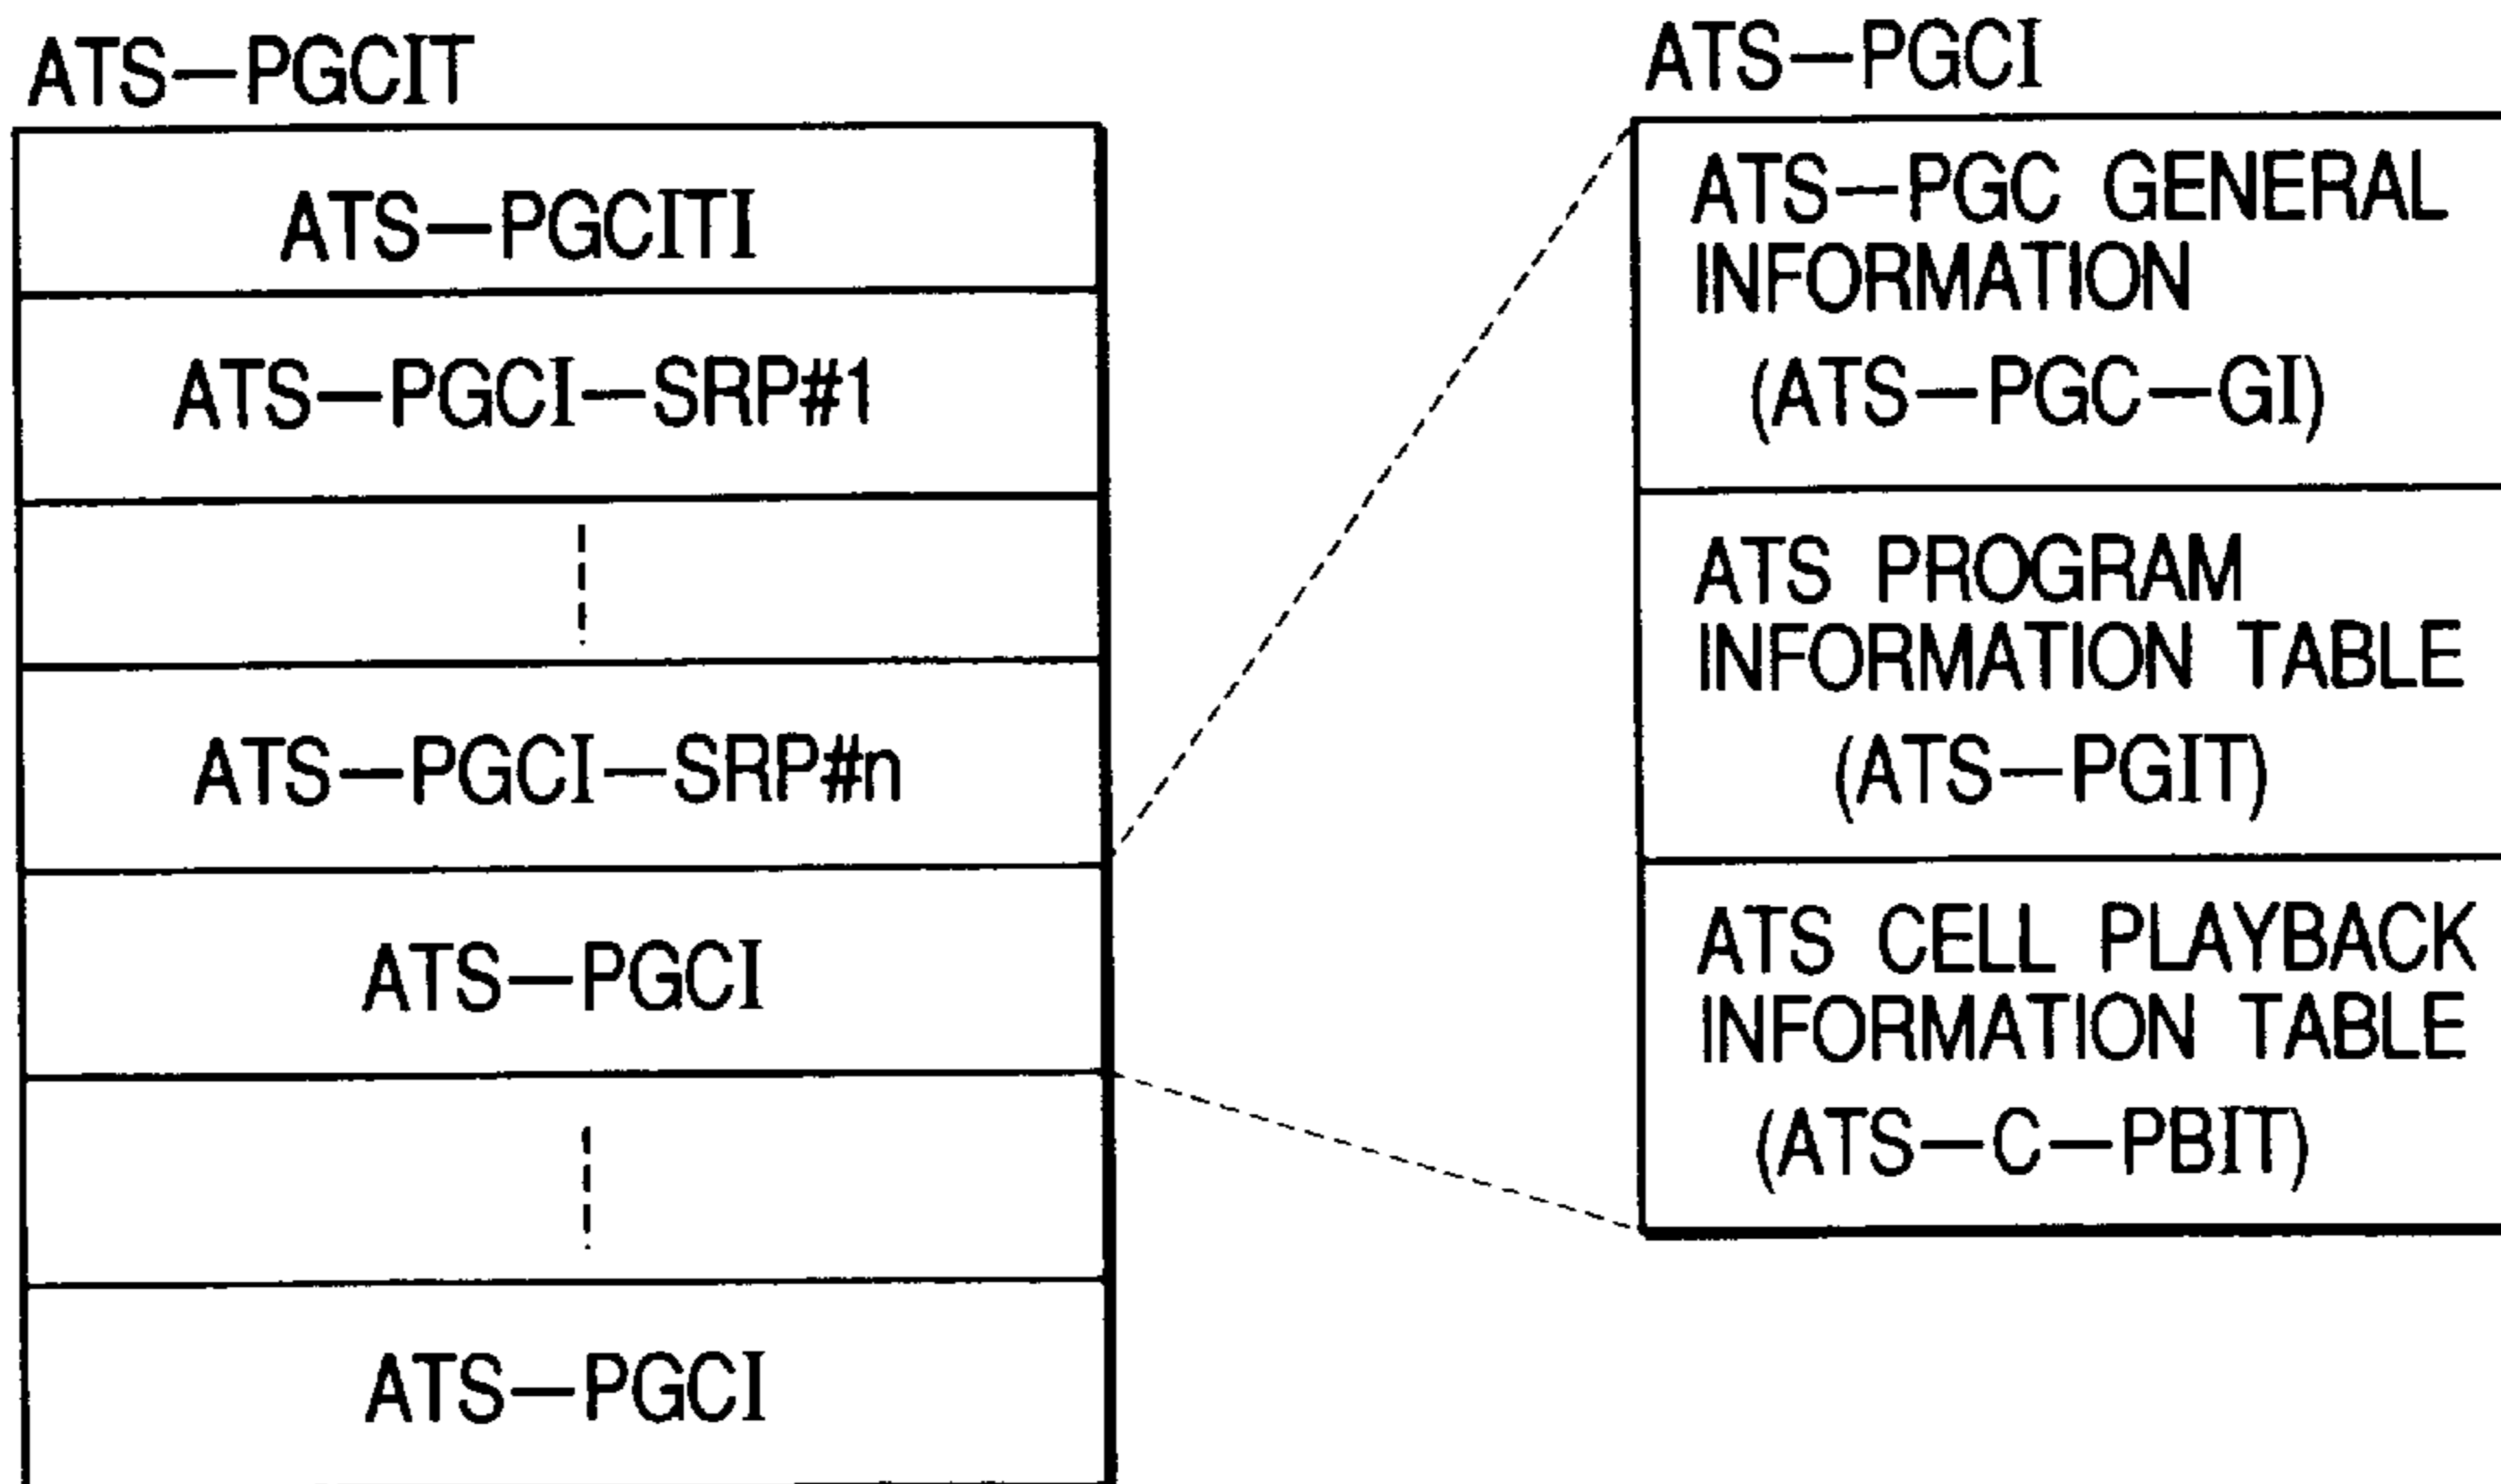 ATS—PGCIT
ATS—PGCITI
ATS—PGCI—SRP#1
ATS—PGCI—SRP#n
ATS—PGCI
ATS—PGCI
ATS—PGCI
ATS—PGC GENERAL
INFORMATION
(ATS—PGC—GI)
ATS PROGRAM
INFORMATION TABLE
(ATS—PGIT)
ATS CELL PLAYBACK
INFORMATION TABLE
(ATS—C—PBIT)